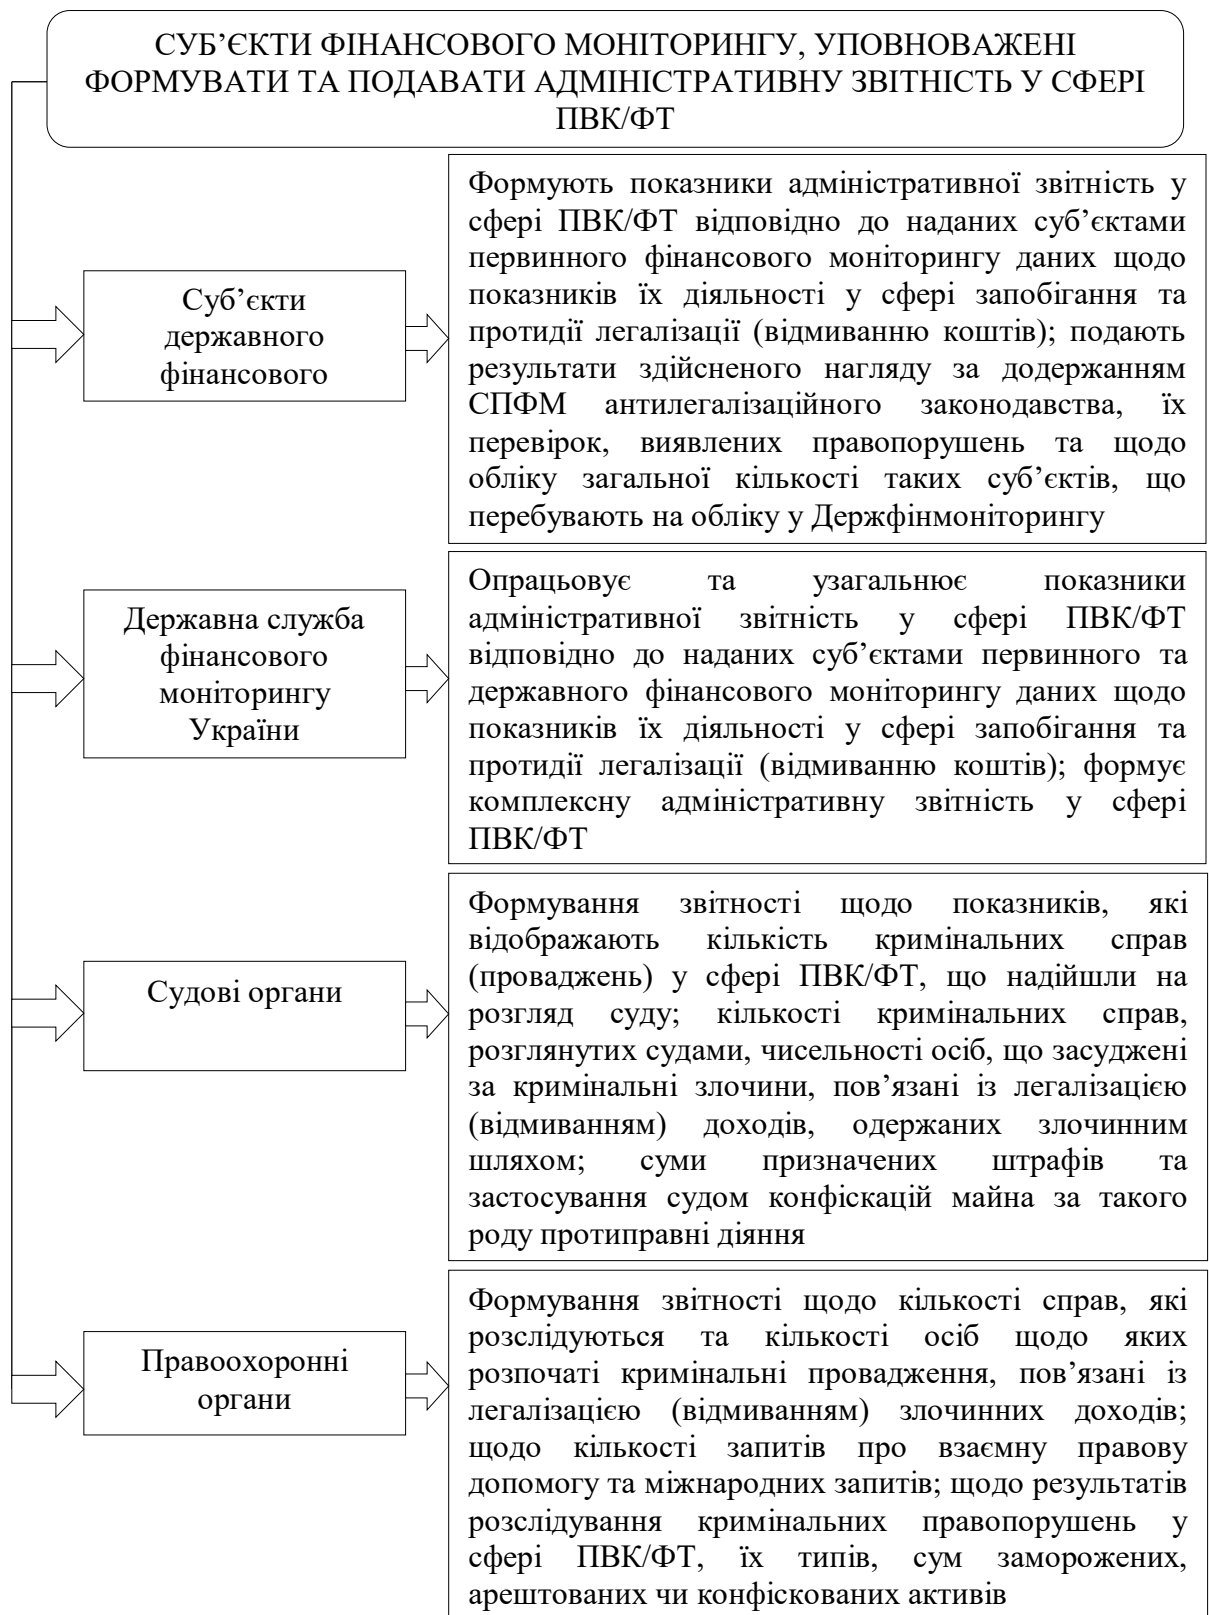 СУБ’ЄКТИ ФІНАНСОВОГО МОНІТОРИНГУ, УПОВНОВАЖЕНІ
ФОРМУВАТИ ТА ПОДАВАТИ АДМІНІСТРАТИВНУ ЗВІТНІСТЬ У СФЕРІ
ПВК/ФТ
Суб’єкти
державного
фінансового
Формують показники адміністративної звітність у
сфері ПВК/ФТ відповідно до наданих суб’єктами
первинного фінансового моніторингу даних щодо
показників їх діяльності у сфері запобігання та
протидії легалізації (відмиванню коштів); подають
результати здійсненого нагляду за додержанням
СПФМ антилегалізаційного законодавства, їх
перевірок, виявлених правопорушень та щодо
обліку загальної кількості таких суб’єктів, що
перебувають на обліку у Держфінмоніторингу
Державна служба
фінансового
моніторингу
України
Опрацьовує та узагальнює показники
адміністративної звітність у сфері ПВК/ФТ
відповідно до наданих суб’єктами первинного та
державного фінансового моніторингу даних щодо
показників їх діяльності у сфері запобігання та
протидії легалізації (відмиванню коштів); формує
комплексну адміністративну звітність у сфері
ПВК/ФТ
Судові органи
Формування звітності щодо показників, які
відображають кількість кримінальних справ
(проваджень) у сфері ПВК/ФТ, що надійшли на
розгляд суду; кількості кримінальних справ,
розглянутих судами, чисельності осіб, що засуджені
за кримінальні злочини, пов’язані із легалізацією
(відмиванням) доходів, одержаних злочинним
шляхом; суми призначених штрафів та
застосування судом конфіскацій майна за такого
роду протиправні діяння
Правоохоронні
органи
Формування звітності щодо кількості справ, які
розслідуються та кількості осіб щодо яких
розпочаті кримінальні провадження, пов’язані із
легалізацією (відмиванням) злочинних доходів;
щодо кількості запитів про взаємну правову
допомогу та міжнародних запитів; щодо результатів
розслідування кримінальних правопорушень у
сфері ПВК/ФТ, їх типів, сум заморожених,
арештованих чи конфіскованих активів